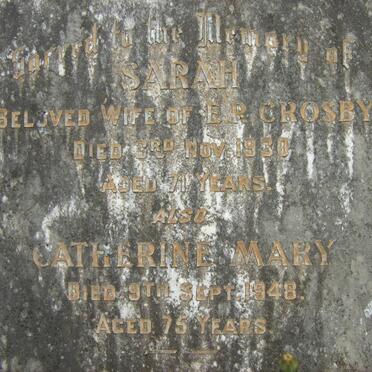 Sacred to the Memory of
SARAH
BELOVED WIFE OF E.P. CROSBY
DIED 3RD NOV. 1930
AGED 71 YEARS.
ALSO
CATHERINE MARY
DIED 9TH SEPT. 1948.
AGED 75 YEARS.